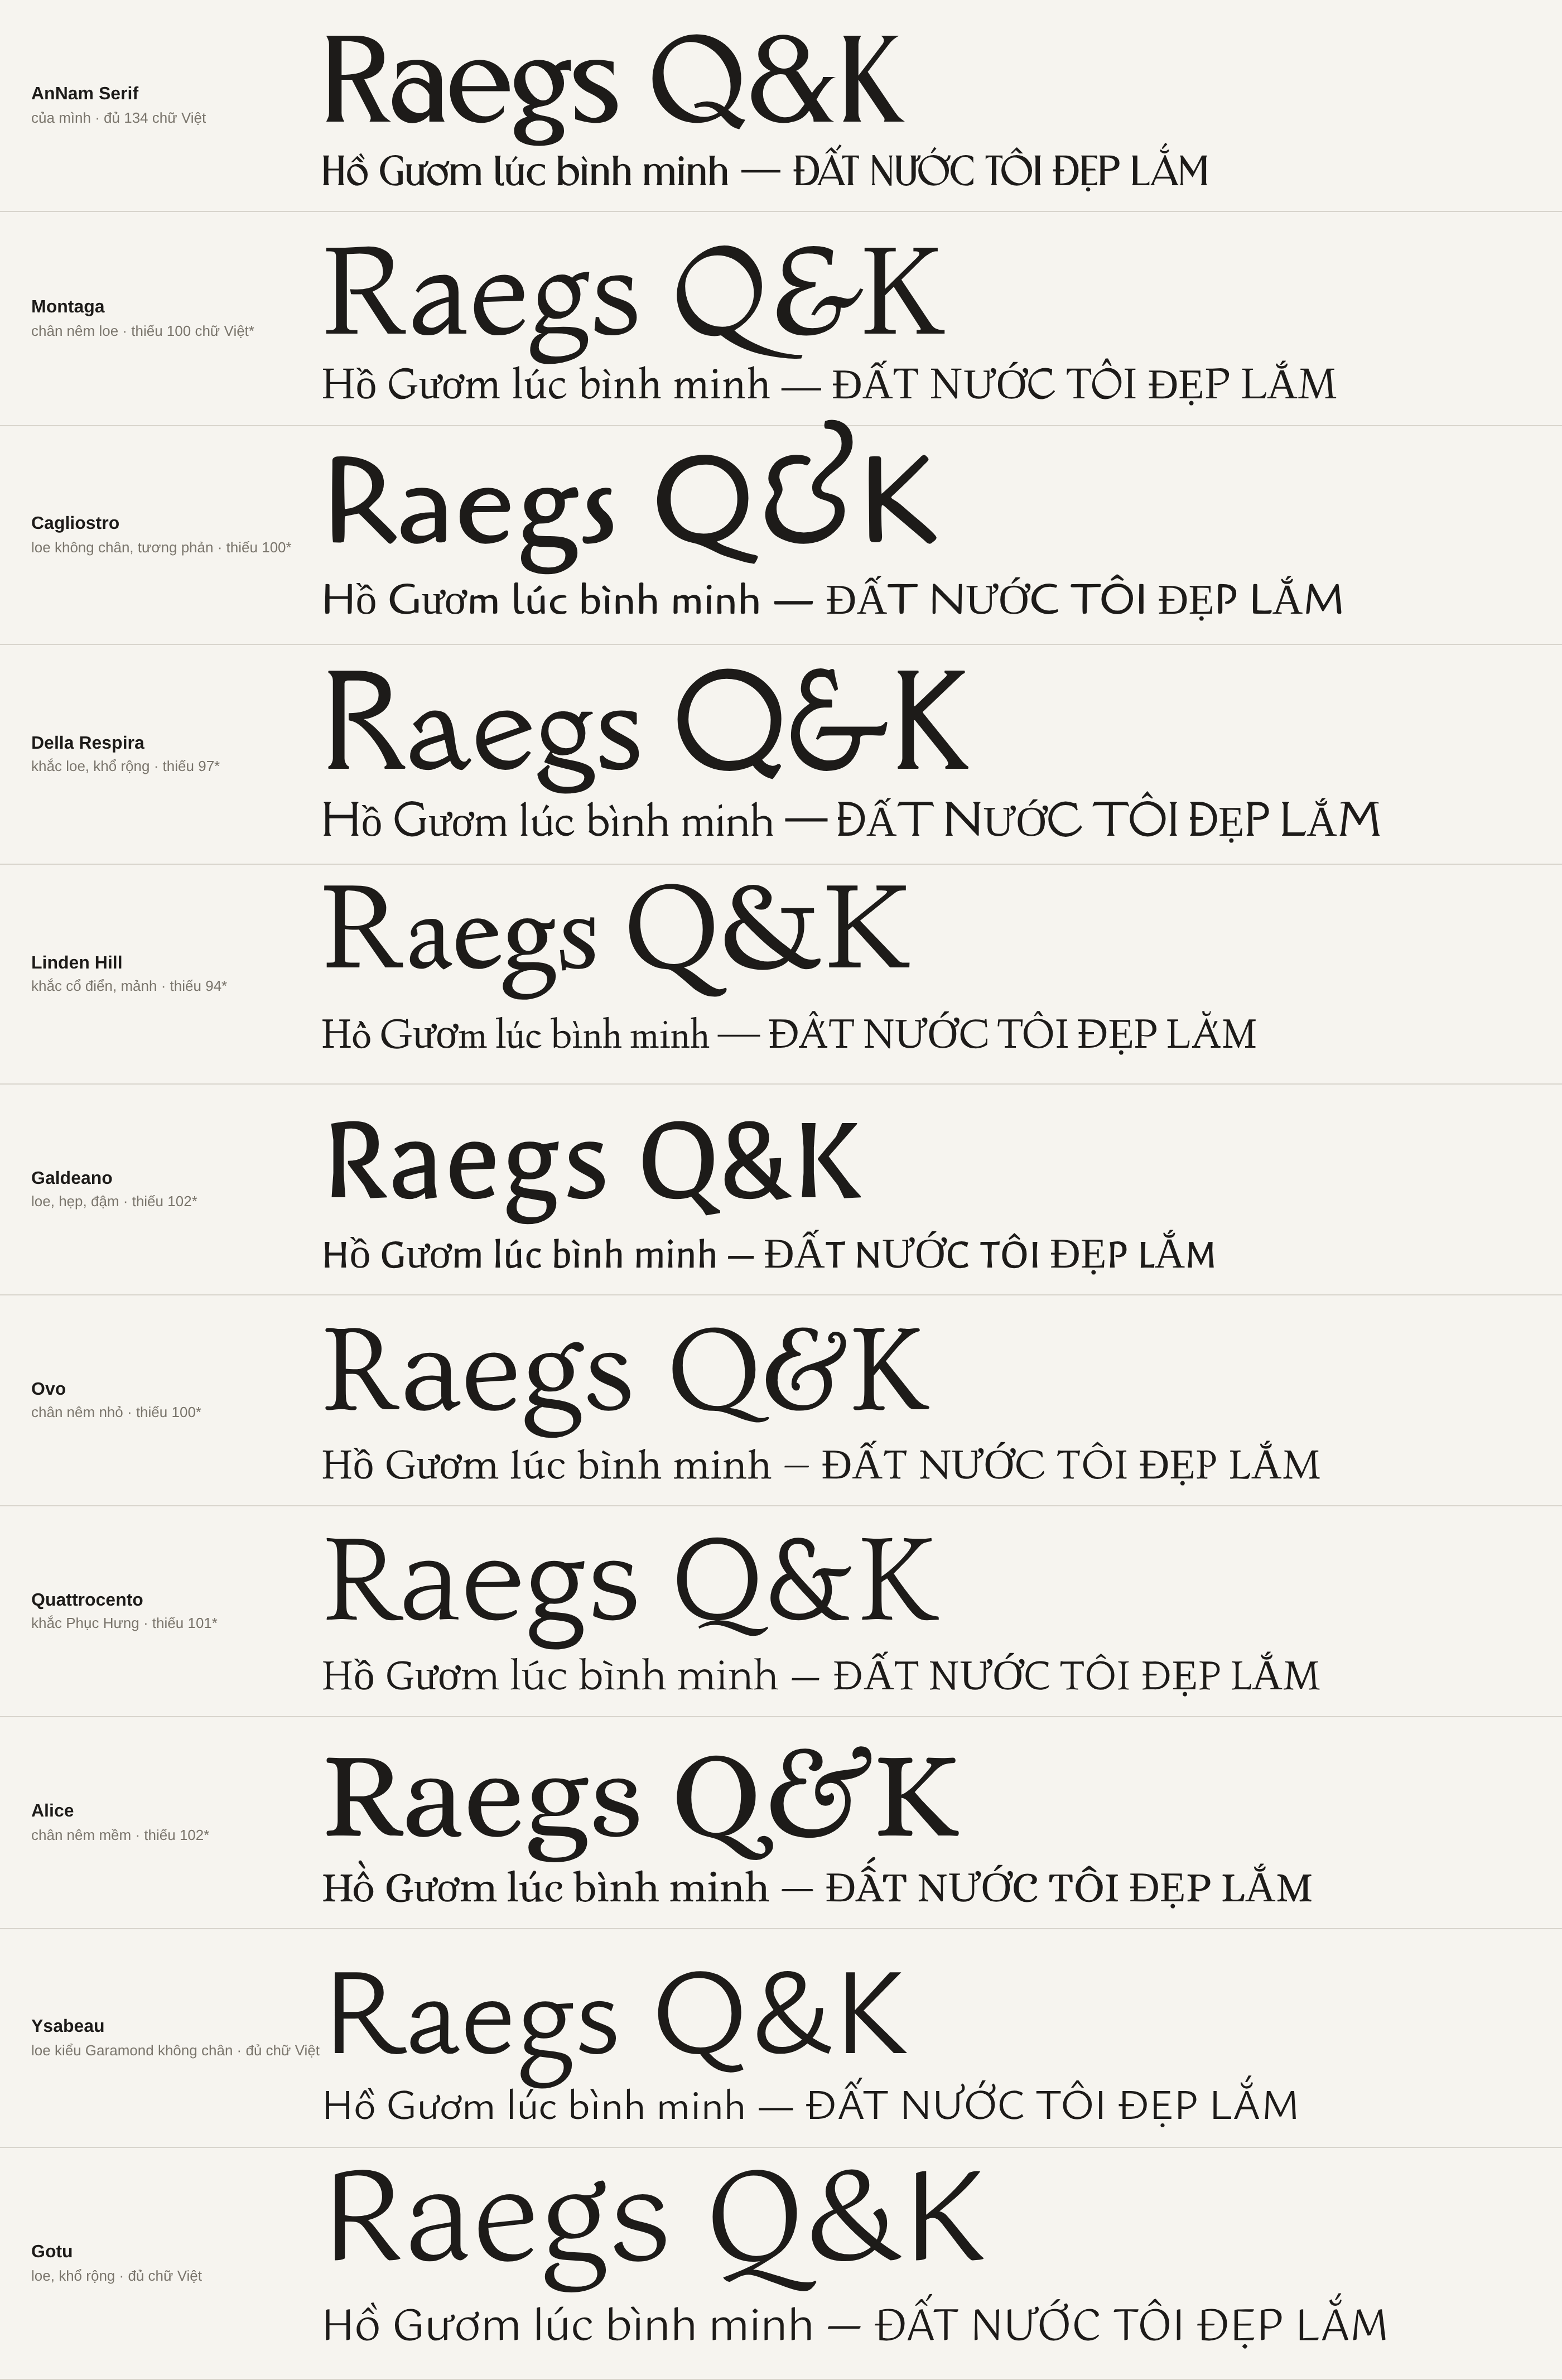 Raegs Q&K
AnNam Serif
của mình · đủ 134 chữ Việt
Hồ Gươm lúc bình minh — ĐẤT NƯỚC TÔI ĐẸP LẮM
Raegs Q&K
Montaga
chân nêm loe · thiếu 100 chữ Việt*
Hồ Gươm lúc bình minh — ĐẤT NƯỚC TÔI ĐẸP LẮM
Raegs Q&K
Cagliostro
loe không chân, tương phản · thiếu 100*
Hồ Gươm lúc bình minh — ĐẤT NƯỚC TÔI ĐẸP LẮM
Raegs Q&K
Della Respira
khắc loe, khổ rộng · thiếu 97*
Hồ Gươm lúc bình minh — ĐẤT NƯỚC TÔI ĐẸP LẮM
Raegs Q&K
Linden Hill
khắc cổ điển, mảnh · thiếu 94*
Hồ Gươm lúc bình minh — ĐẤT NƯỚC TÔI ĐẸP LẮM
Raegs Q&K
Galdeano
loe, hẹp, đậm · thiếu 102*
Hồ Gươm lúc bình minh — ĐẤT NƯỚC TÔI ĐẸP LẮM
Raegs Q&K
Ovo
chân nêm nhỏ · thiếu 100*
Hồ Gươm lúc bình minh — ĐẤT NƯỚC TÔI ĐẸP LẮM
Raegs Q&K
Quattrocento
khắc Phục Hưng · thiếu 101*
Hồ Gươm lúc bình minh — ĐẤT NƯỚC TÔI ĐẸP LẮM
Raegs Q&K
Alice
chân nêm mềm · thiếu 102*
Hồ Gươm lúc bình minh — ĐẤT NƯỚC TÔI ĐẸP LẮM
Raegs Q&K
Ysabeau
loe kiểu Garamond không chân · đủ chữ Việt
Hồ Gươm lúc bình minh — ĐẤT NƯỚC TÔI ĐẸP LẮM
Raegs Q&K
Gotu
loe, khổ rộng · đủ chữ Việt
Hồ Gươm lúc bình minh — ĐẤT NƯỚC TÔI ĐẸP LẮM